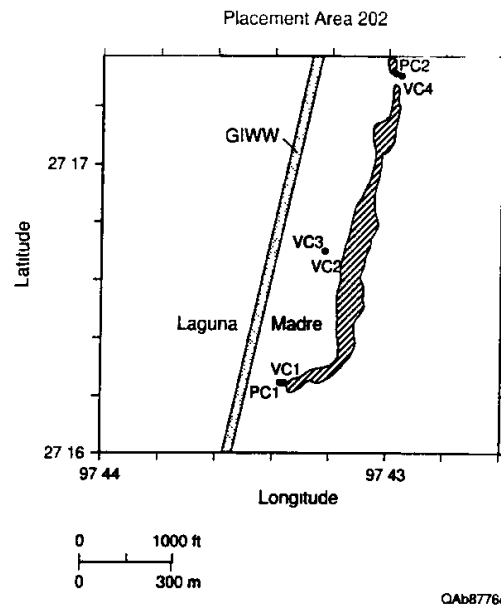 Placement Area 202
PC2
VC4
GIWW
27 17
VC3
VC2
Latitude
Laguna Madre
VC1
PC1
27 16
97 44 97 43
Longitude
0 1000 ft
0 300 m